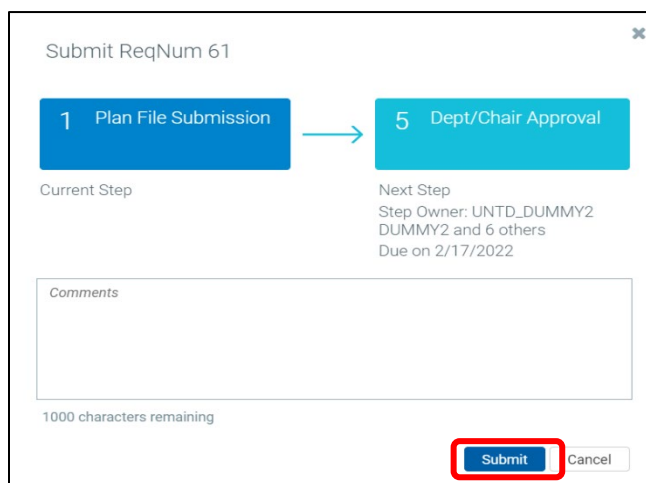 Submit ReqNum 61
1 Plan File Submission
5 Dept/Chair Approval
Current Step
Next Step
Step Owner: UNTD_DUMMY2
DUMMY2 and 6 others
Due on 2/17/2022
Comments
1000 characters remaining
Submit
Cancel